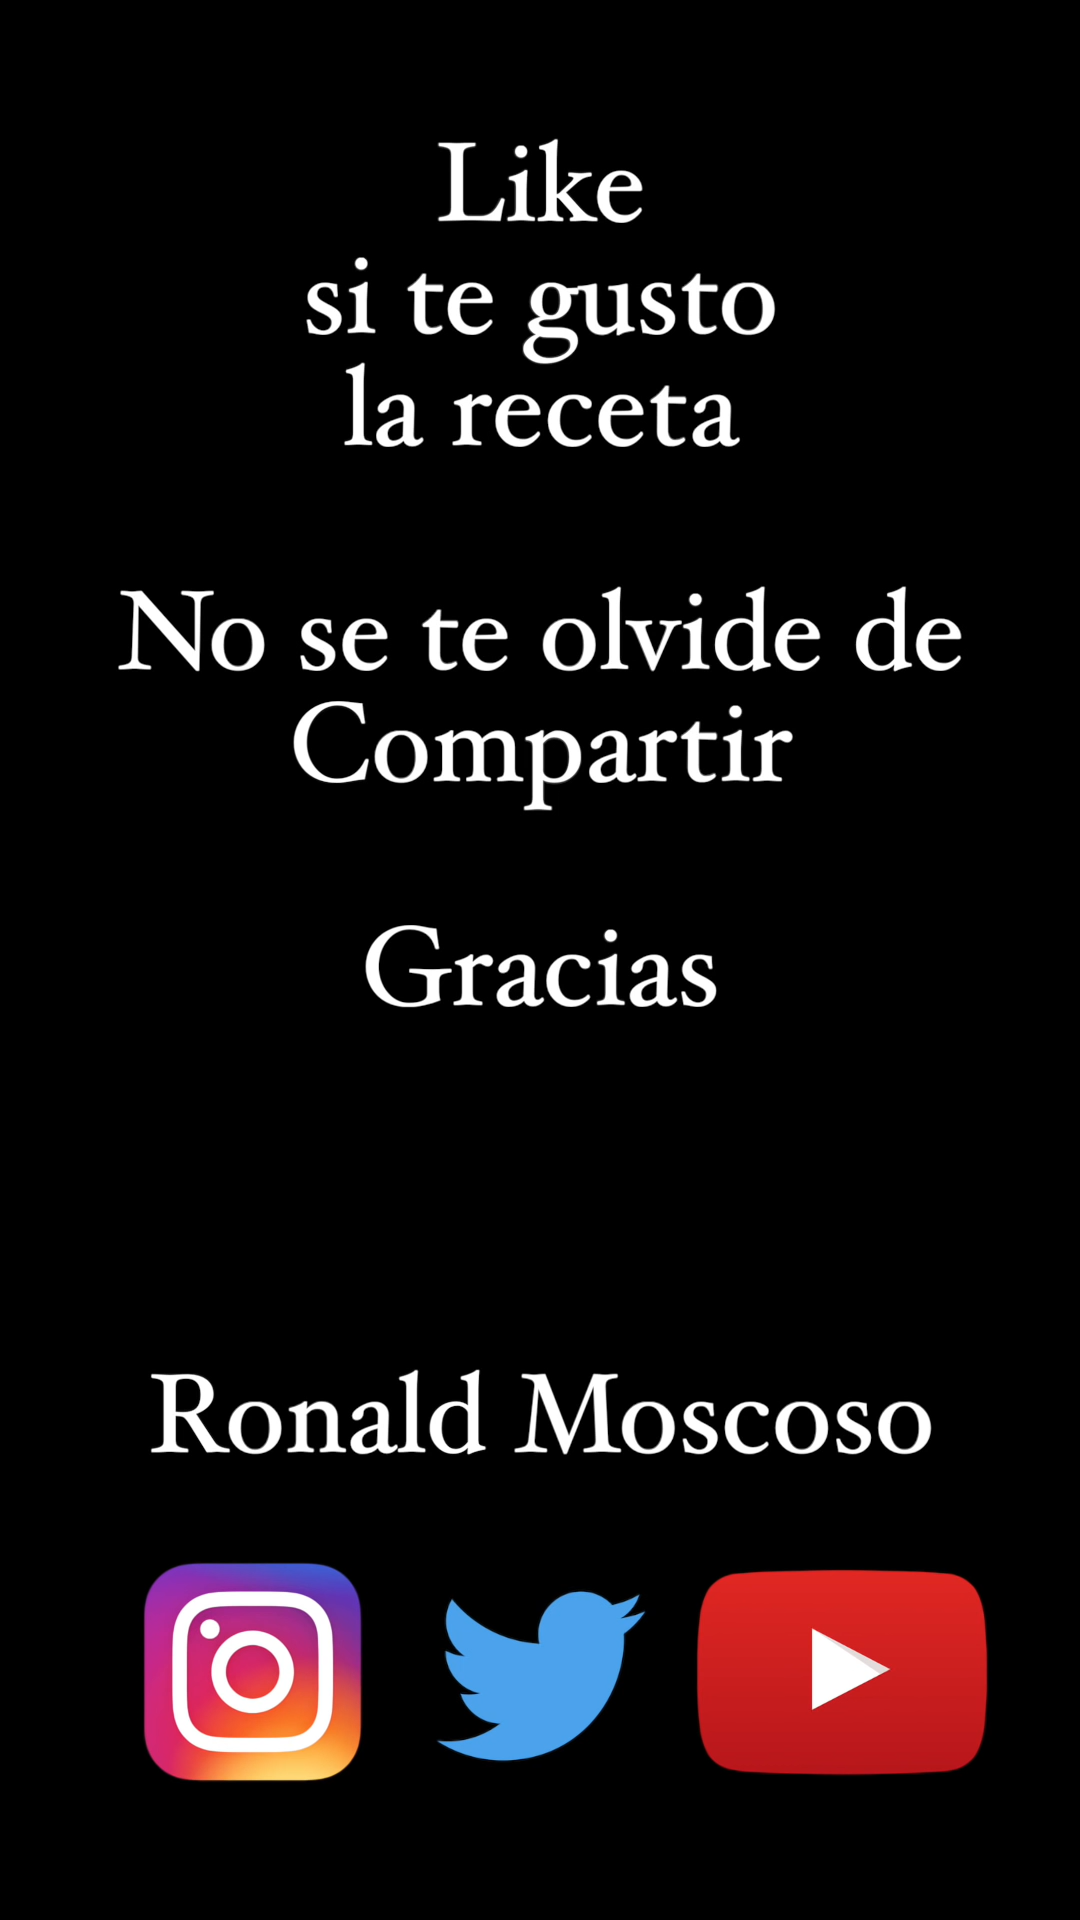 Like
si te gusto
la receta
No se te olvide de
Compartir
Gracias
Ronald Moscoso